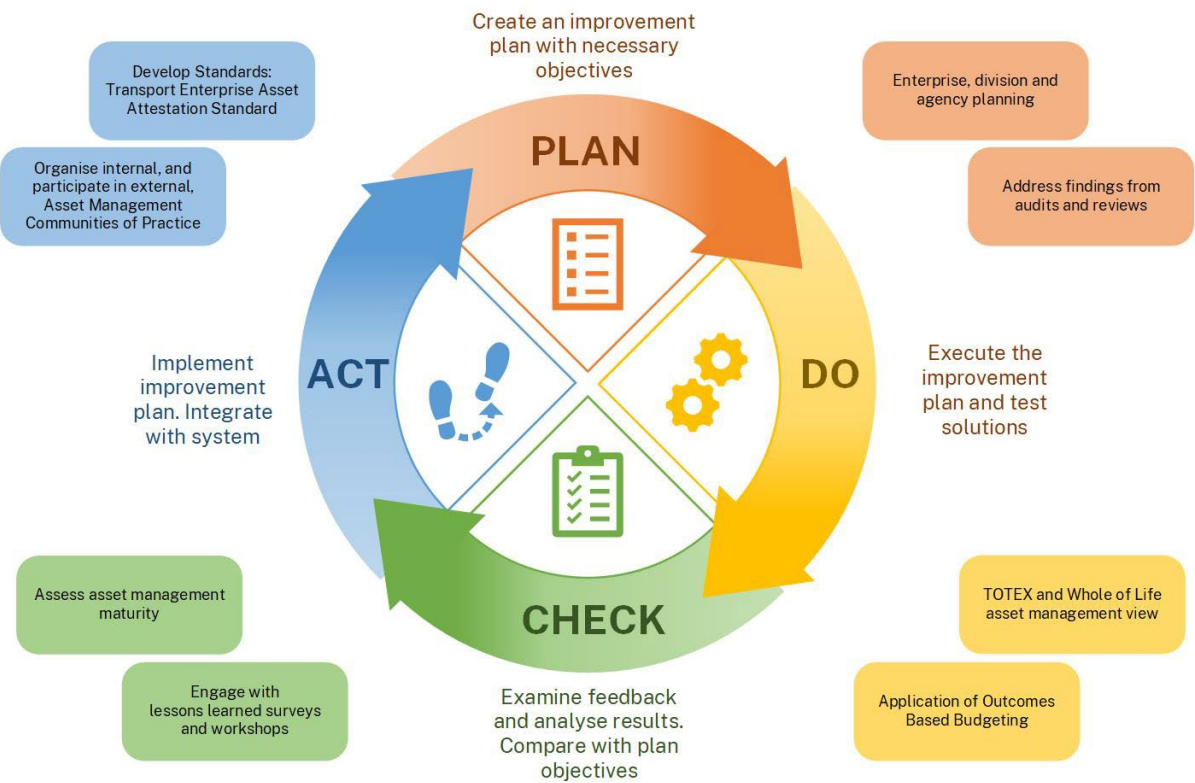 Create an improvement
plan with necessary
objectives
Develop Standards:
Transport Enterprise Asset
Attestation Standard
Organise internal, and
participate in external,
Asset Management
Communities of Practice
Enterprise, division and
agency planning
Address findings from
audits and reviews
PLAN
DO
CHECK
ACT
Implement
improvement
plan. Integrate
with system
Execute the
improvement
plan and test
solutions
Assess asset management
maturity
Engage with
lessons learned surveys
and workshops
Examine feedback
and analyse results.
Compare with plan
objectives
TOTEX and Whole of Life
asset management view
Application of Outcomes
Based Budgeting